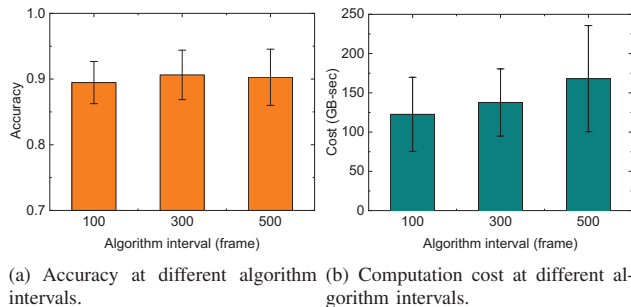 1.0
0.9
0.8
0.7
Accuracy
100 300 500
Algorithm interval (frame)
250
200
150
100
50
0
Cost (GB-sec)
100 300 500
Algorithm interval (frame)
(a) Accuracy at different algorithm
intervals.
(b) Computation cost at different al-
gorithm intervals.